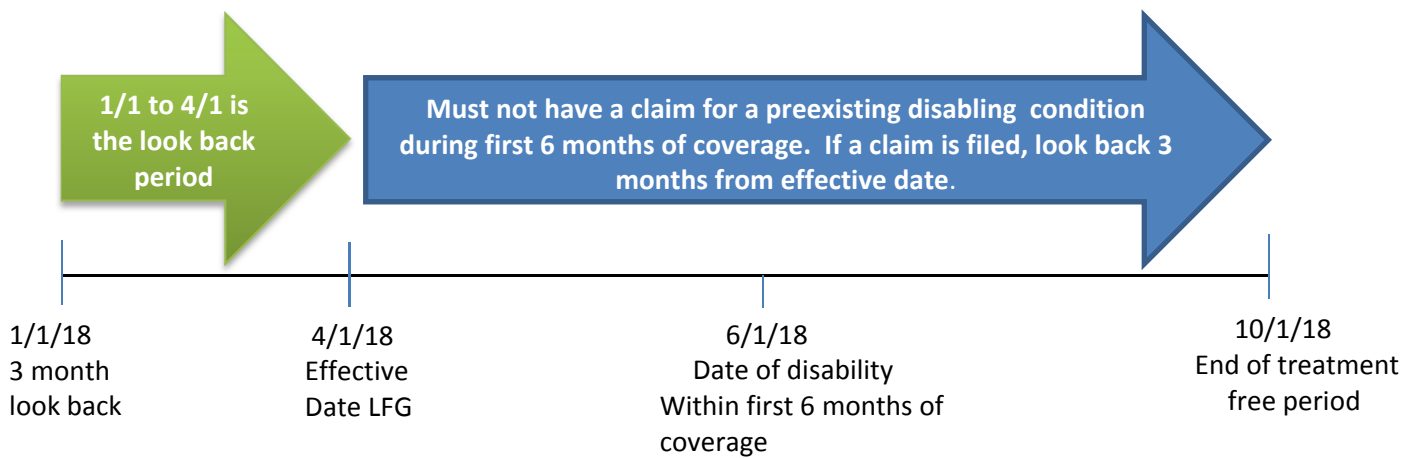 1/1 to 4/1 is
the look back
period
Must not have a claim for a preexisting disabling condition
during first 6 months of coverage. If a claim is filed, look back 3
months from effective date.
1/1/18
3 month
look back
4/1/18
Effective
Date LFG
6/1/18
Date of disability
Within first 6 months of
coverage
10/1/18
End of treatment
free period